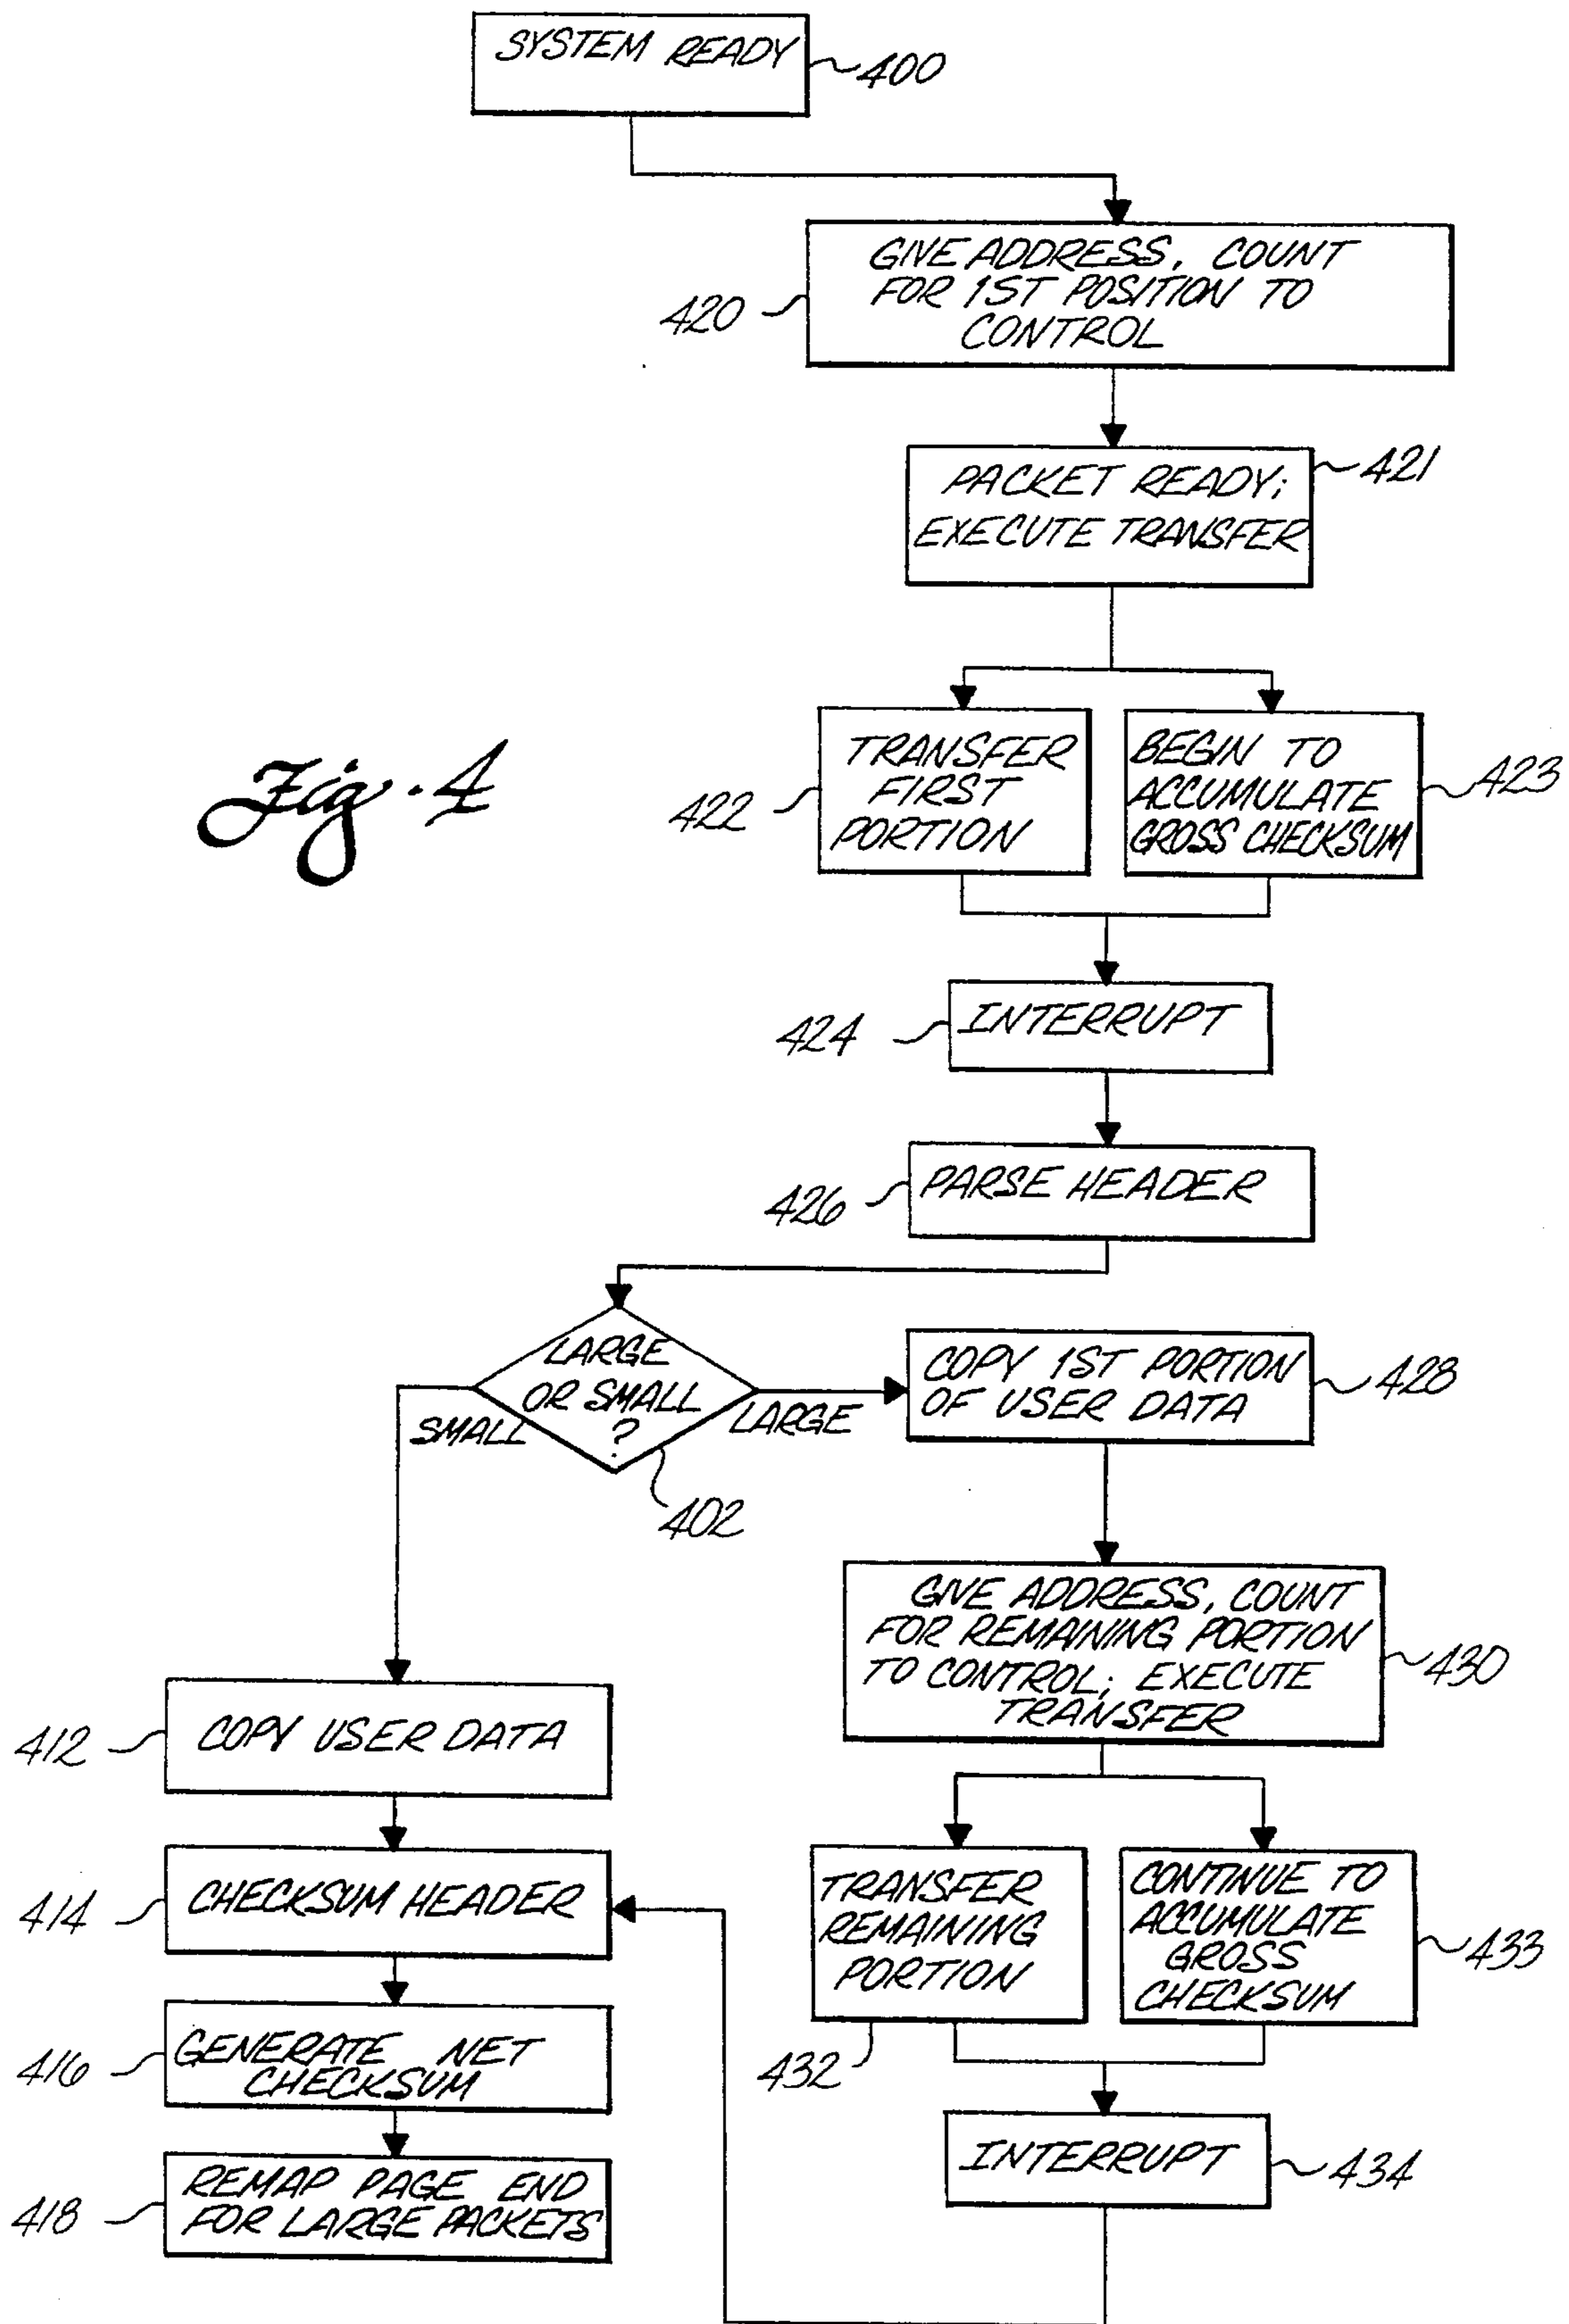 SYSTEM READY
400
GIVE ADDRESS, COUNT
FOR 1ST POSITION TO
CONTROL
420
PACKET READY;
EXECUTE TRANSFER
421
TRANSFER
FIRST
PORTION
422
BEGIN TO
ACCUMULATE
GROSS CHECKSUM
423
Fig. 4
INTERRUPT
424
PARSE HEADER
426
LARGE
OR SMALL
?
SMALL
LARGE
402
COPY 1ST PORTION
OF USER DATA
428
GIVE ADDRESS, COUNT
FOR REMAINING PORTION
TO CONTROL; EXECUTE
TRANSFER
430
COPY USER DATA
412
CHECKSUM HEADER
414
TRANSFER
REMAINING
PORTION
432
CONTINUE TO
ACCUMULATE
GROSS
CHECKSUM
433
GENERATE NET
CHECKSUM
416
INTERRUPT
434
REMAP PAGE END
FOR LARGE PACKETS
418